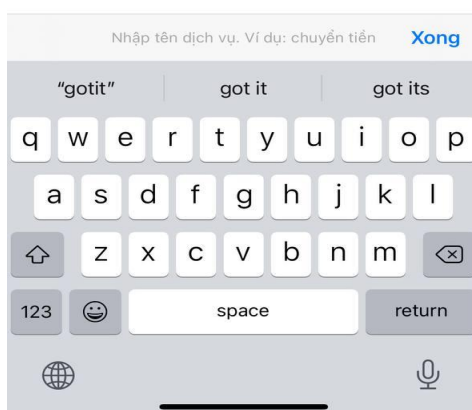 Nhập tên dịch vụ. Ví dụ: chuyển tiền Xong
“gotit” got it got its
q w e r t y u i o p
a s d f g h j k l
z x c v b n m
123 space return